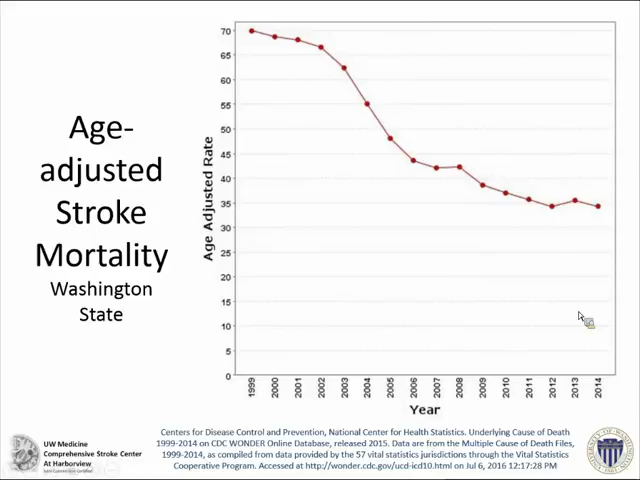 Age-
adjusted
Stroke
Mortality
Washington
State
Age Adjusted Rate
70
65
60
55
50
45
40
35
30
25
20
15
10
5
0
1999
2000
2001
2002
2003
2004
2005
2006
2007
2008
2009
2010
2011
2012
2013
2014
Year
UW Medicine
Comprehensive Stroke Center
At Harborview
Centers for Disease Control and Prevention, National Center for Health Statistics. Underlying Cause of Death
1999-2014 on CDC WONDER Online Database, released 2015. Data are from the Multiple Cause of Death Files,
1999-2014, as compiled from data provided by the 57 vital statistics jurisdictions through the Vital Statistics
Cooperative Program. Accessed at http://wonder.cdc.gov/ucd-icd10.html on Jul 6, 2016 12:17:28 PM